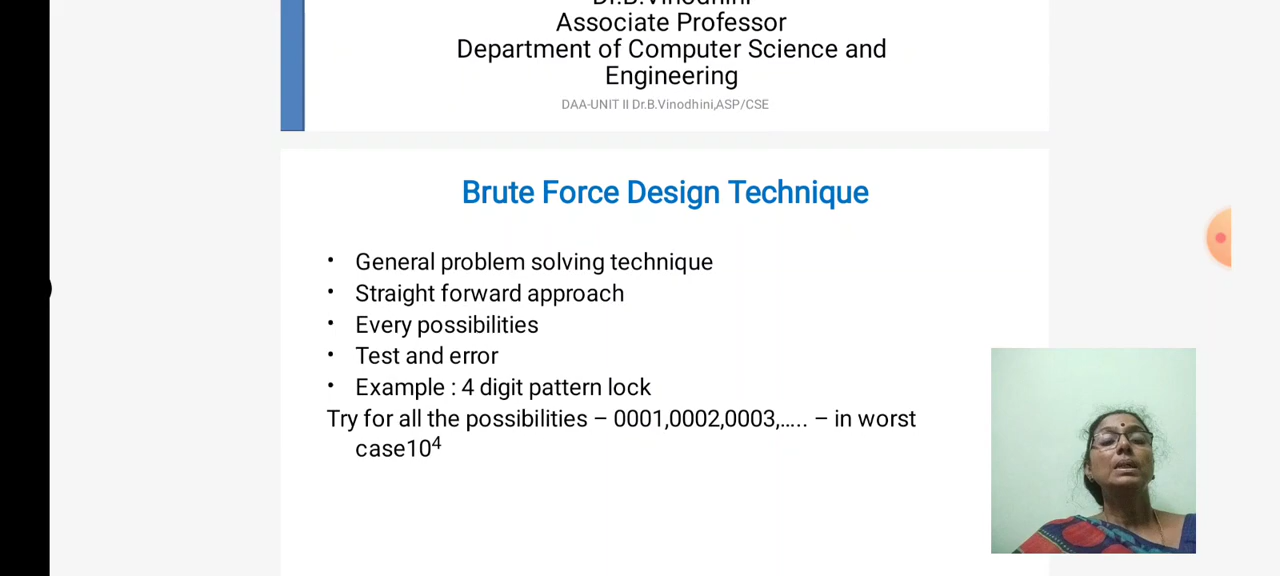 Dr.B.Vinodhini
Associate Professor
Department of Computer Science and
Engineering
DAA-UNIT II Dr.B.Vinodhini,ASP/CSE
Brute Force Design Technique
• General problem solving technique
• Straight forward approach
• Every possibilities
• Test and error
• Example : 4 digit pattern lock
Try for all the possibilities – 0001,0002,0003,..... – in worst
case10⁴